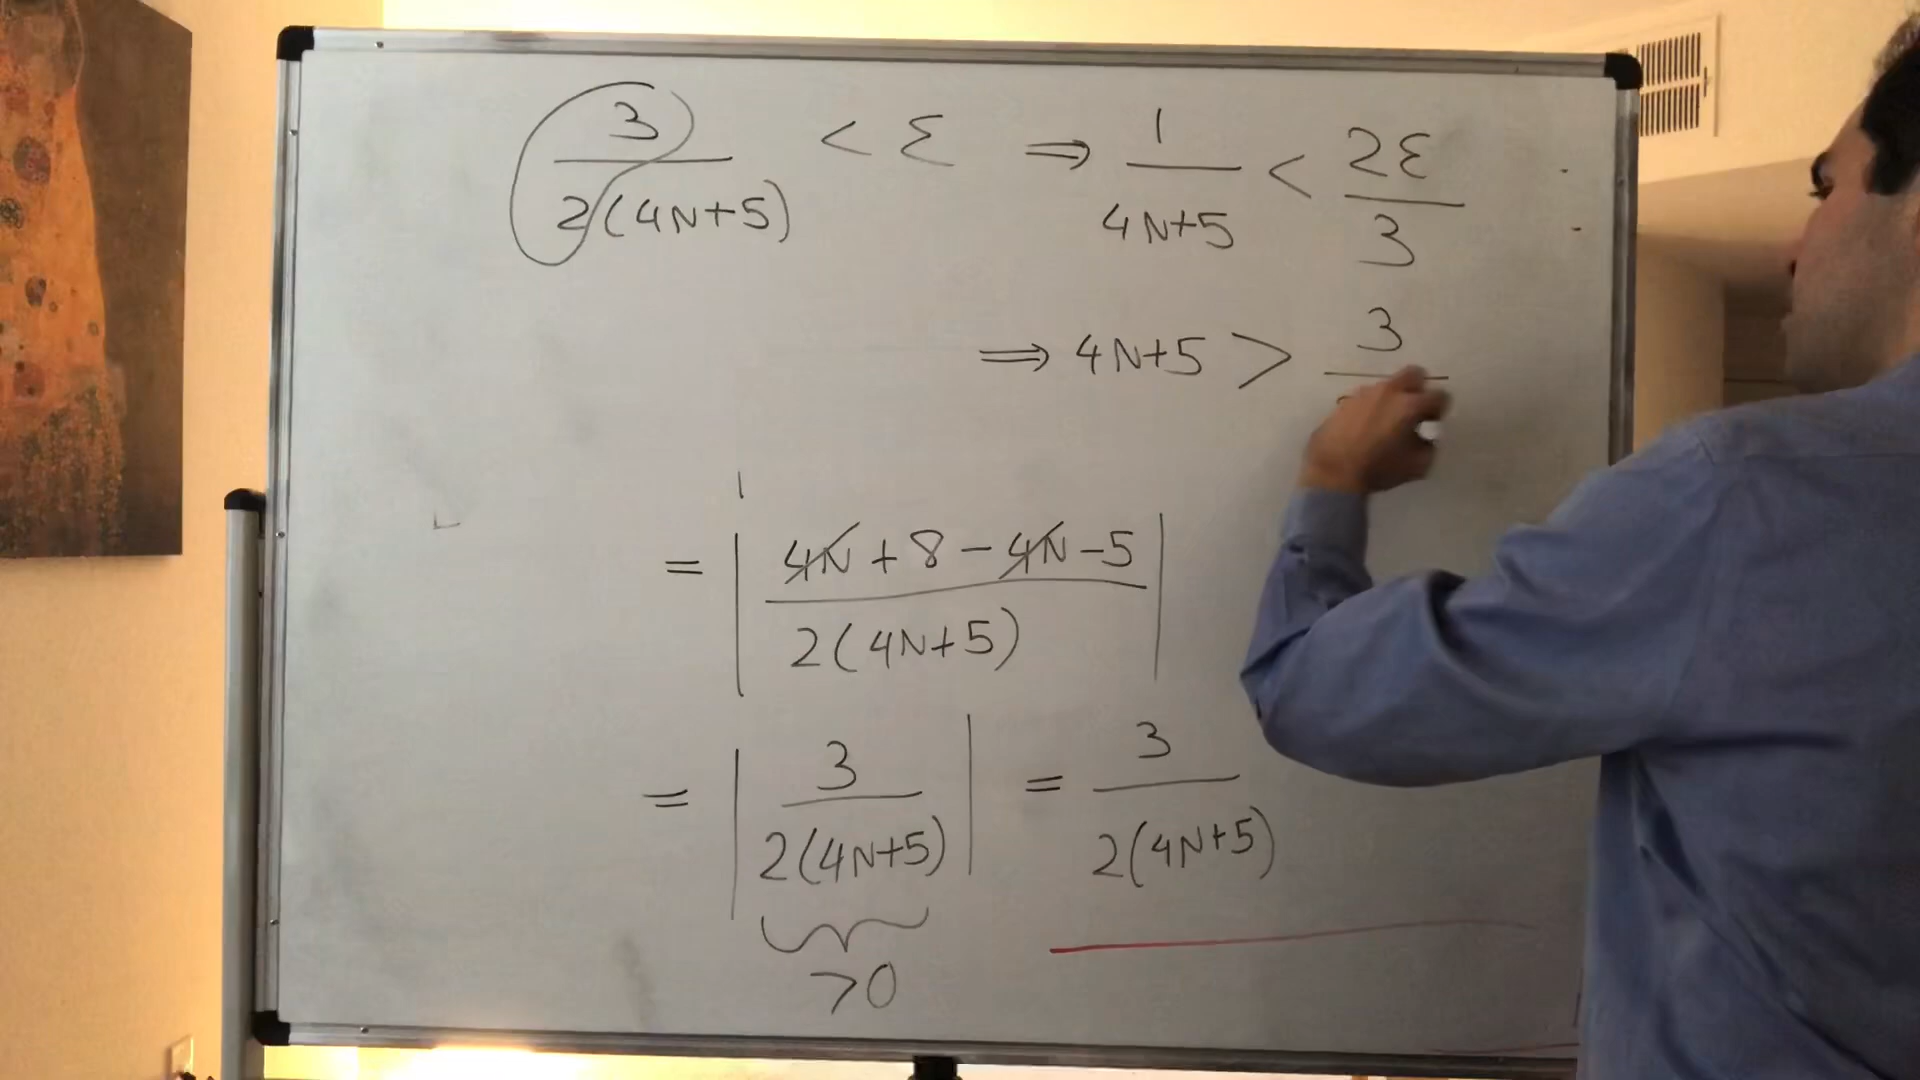 3/2(4N+5) < ε ⇒ 1/4N+5 < 2ε/3
⇒ 4N+5 > 3/
= | 4N + 8 - 4N - 5 / 2(4N+5) |
= | 3/2(4N+5) | = 3/2(4N+5)
>0